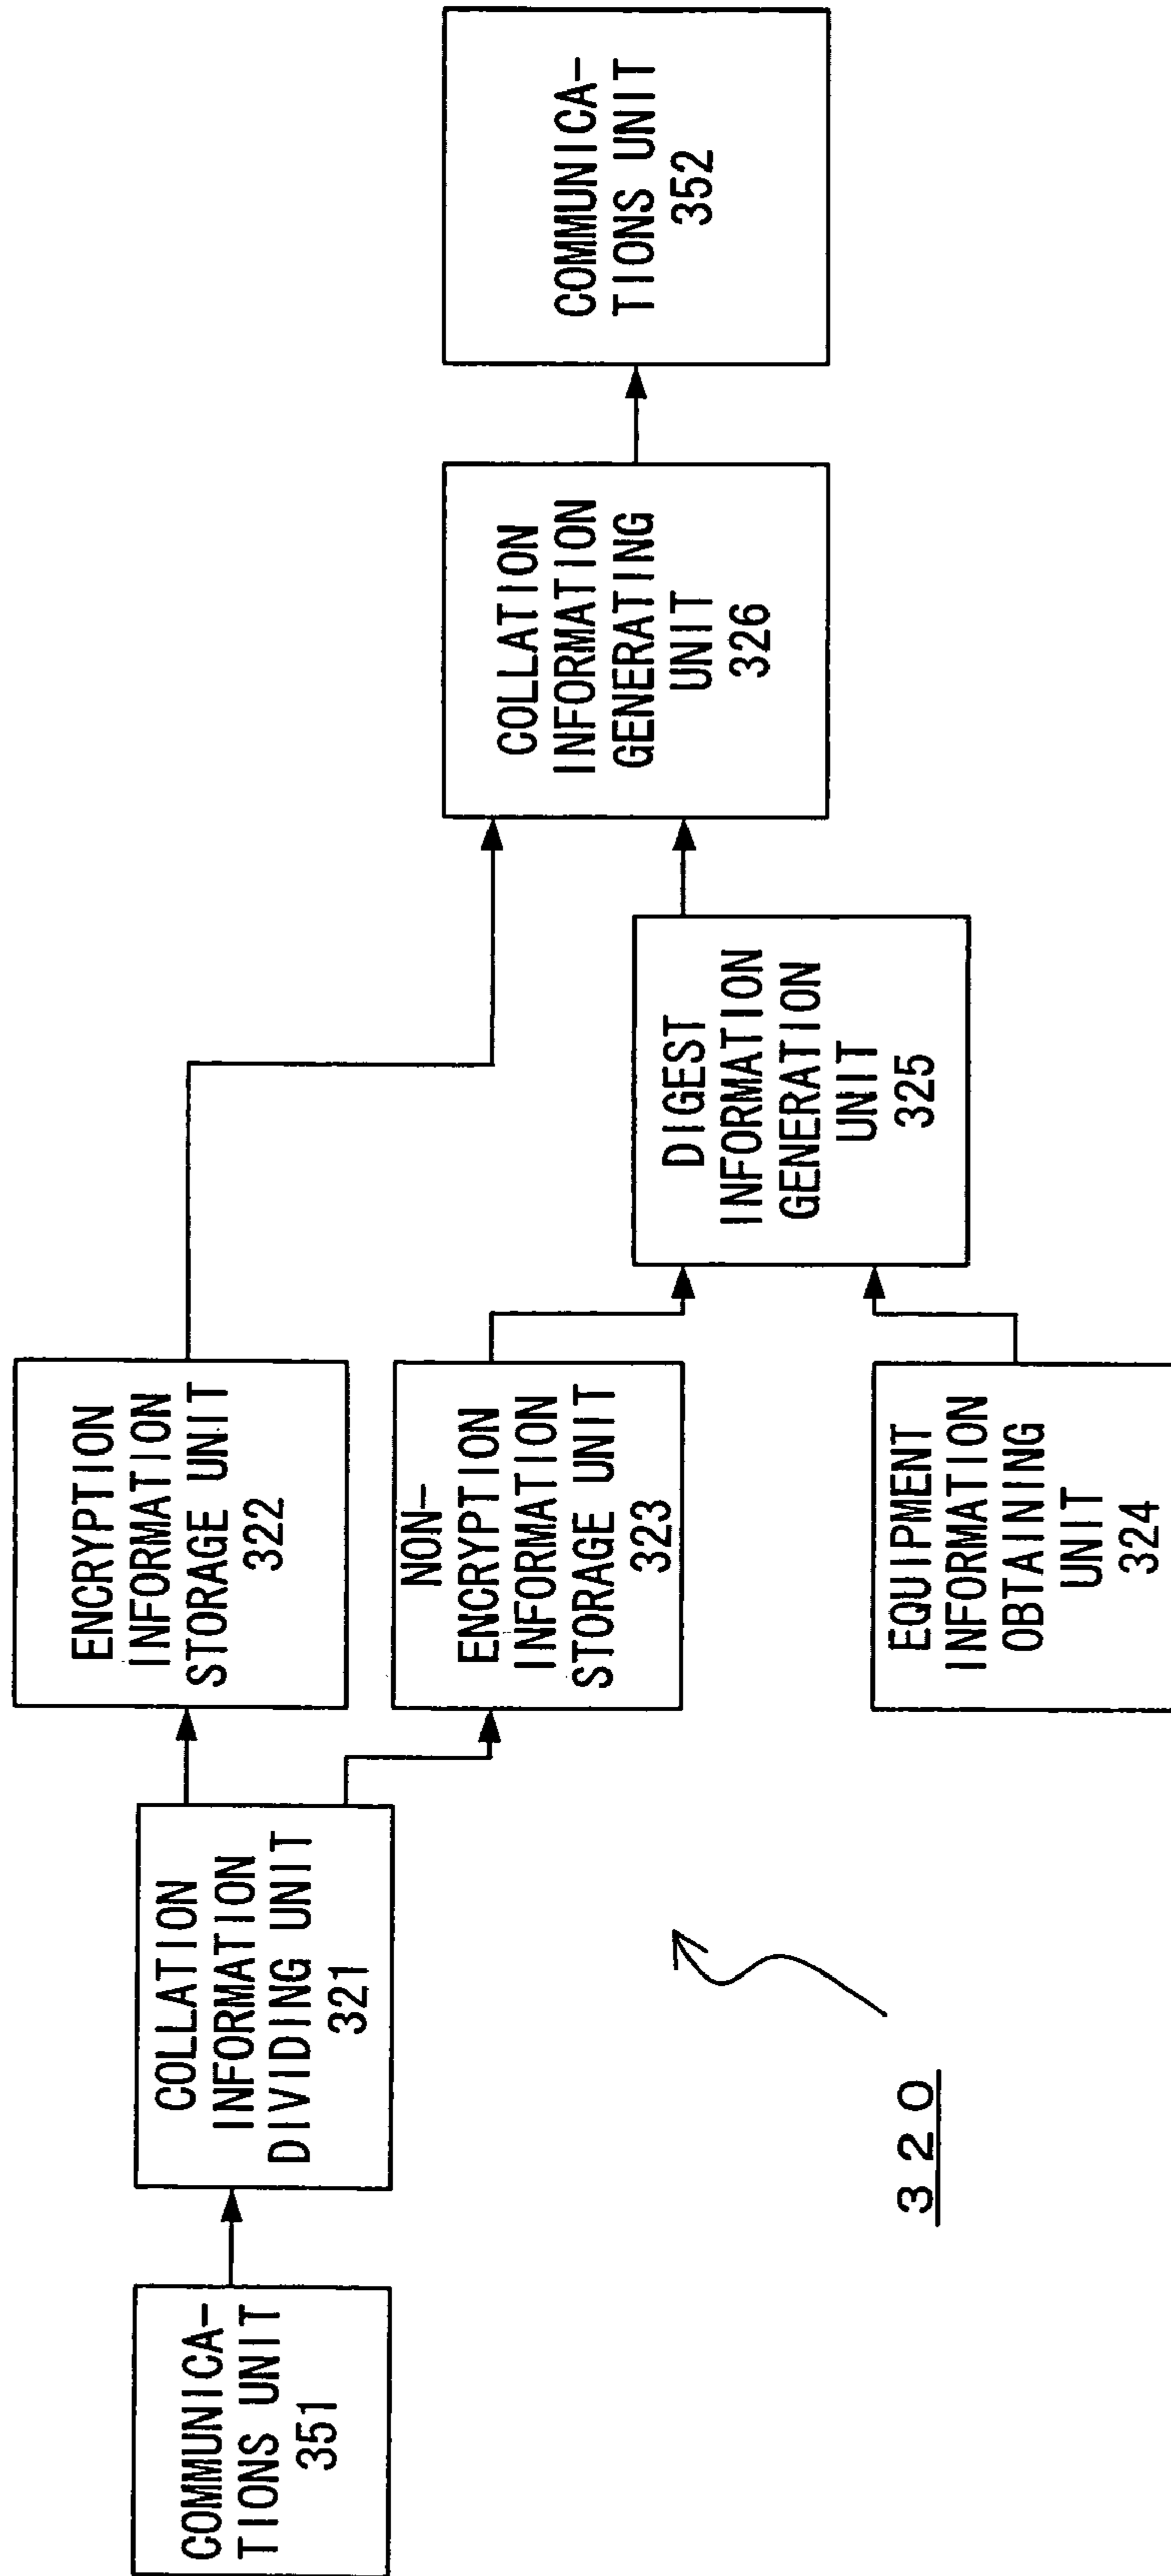 COMMUNICA-
TIONS UNIT
351
COLLATION
INFORMATION
DIVIDING UNIT
321
ENCRYPTION
INFORMATION
STORAGE UNIT
322
NON-
ENCRYPTION
INFORMATION
STORAGE UNIT
323
EQUIPMENT
INFORMATION
OBTAINING
UNIT
324
DIGEST
INFORMATION
GENERATION
UNIT
325
COLLATION
INFORMATION
GENERATING
UNIT
326
COMMUNICA-
TIONS UNIT
352
320